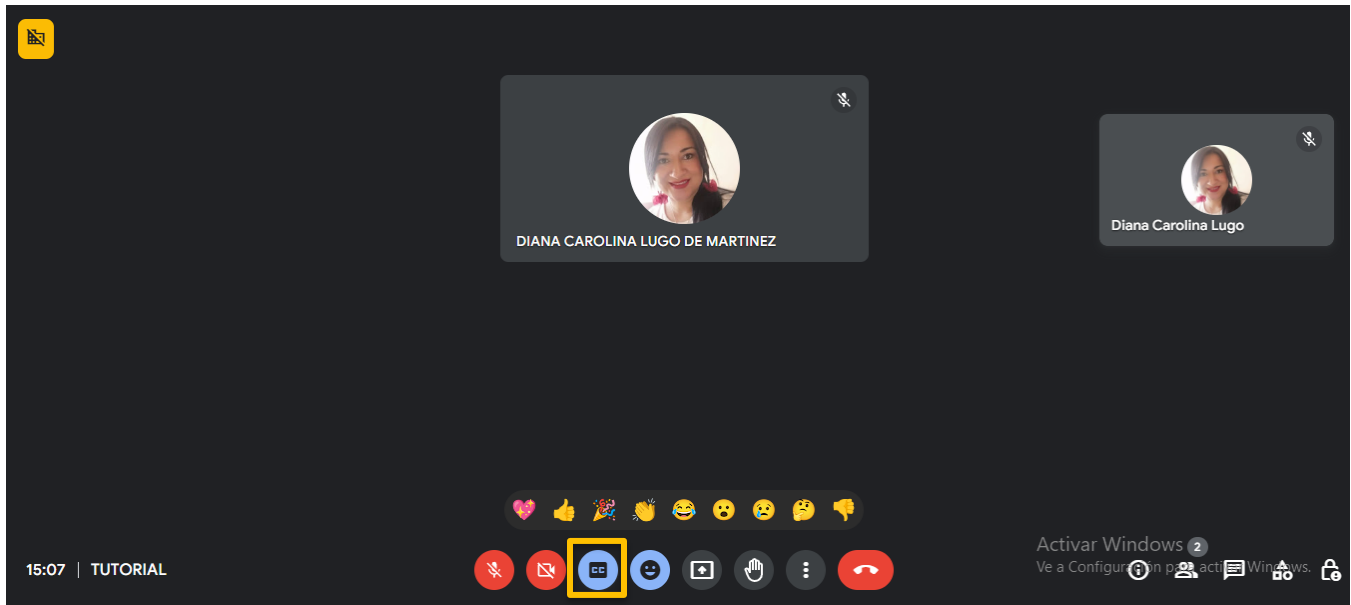 DIANA CAROLINA LUGO DE MARTINEZ
Diana Carolina Lugo
15:07 | TUTORIAL
CC
Activar Windows
2
Ve a Configuración para activar Windows.